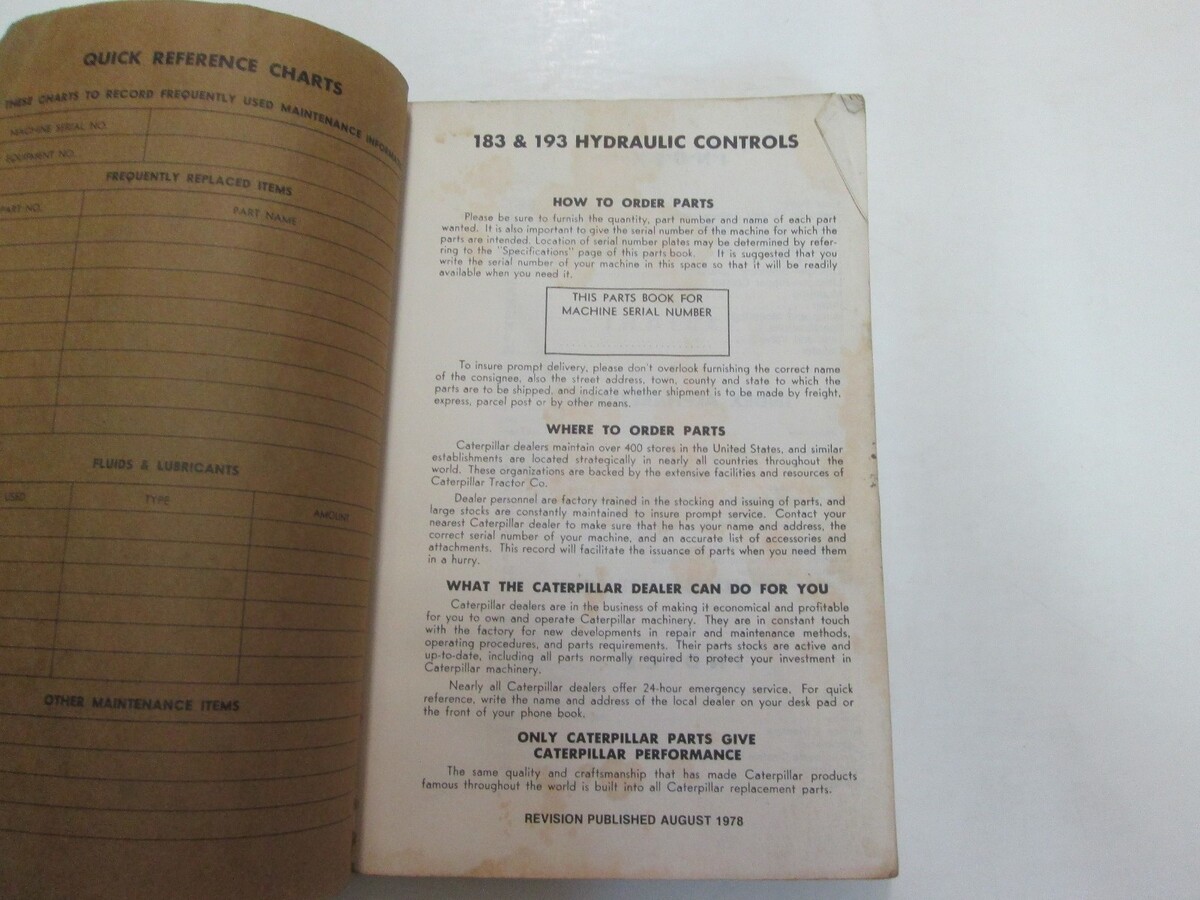 QUICK REFERENCE CHARTS
THESE CHARTS TO RECORD FREQUENTLY USED MAINTENANCE INFORMA
MACHINE SERIAL NO.
EQUIPMENT NO.
FREQUENTLY REPLACED ITEMS
PART NO.
PART NAME
FLUIDS & LUBRICANTS
USED
TYPE
AMOUNT
OTHER MAINTENANCE ITEMS
183 & 193 HYDRAULIC CONTROLS
HOW TO ORDER PARTS
Please be sure to furnish the quantity, part number and name of each part
wanted. It is also important to give the serial number of the machine for which the
parts are intended. Location of serial number plates may be determined by refer-
ring to the "Specifications" page of this parts book. It is suggested that you
write the serial number of your machine in this space so that it will be readily
available when you need it.
THIS PARTS BOOK FOR
MACHINE SERIAL NUMBER
To insure prompt delivery, please don't overlook furnishing the correct name
of the consignee, also the street address, town, county and state to which the
parts are to be shipped, and indicate whether shipment is to be made by freight,
express, parcel post or by other means.
WHERE TO ORDER PARTS
Caterpillar dealers maintain over 400 stores in the United States, and similar
establishments are located strategically in nearly all countries throughout the
world. These organizations are backed by the extensive facilities and resources of
Caterpillar Tractor Co.
Dealer personnel are factory trained in the stocking and issuing of parts, and
large stocks are constantly maintained to insure prompt service. Contact your
nearest Caterpillar dealer to make sure that he has your name and address, the
correct serial number of your machine, and an accurate list of accessories and
attachments. This record will facilitate the issuance of parts when you need them
in a hurry.
WHAT THE CATERPILLAR DEALER CAN DO FOR YOU
Caterpillar dealers are in the business of making it economical and profitable
for you to own and operate Caterpillar machinery. They are in constant touch
with the factory for new developments in repair and maintenance methods,
operating procedures, and parts requirements. Their parts stocks are active and
up-to-date, including all parts normally required to protect your investment in
Caterpillar machinery.
Nearly all Caterpillar dealers offer 24-hour emergency service. For quick
reference, write the name and address of the local dealer on your desk pad or
the front of your phone book.
ONLY CATERPILLAR PARTS GIVE
CATERPILLAR PERFORMANCE
The same quality and craftsmanship that has made Caterpillar products
famous throughout the world is built into all Caterpillar replacement parts.
REVISION PUBLISHED AUGUST 1978